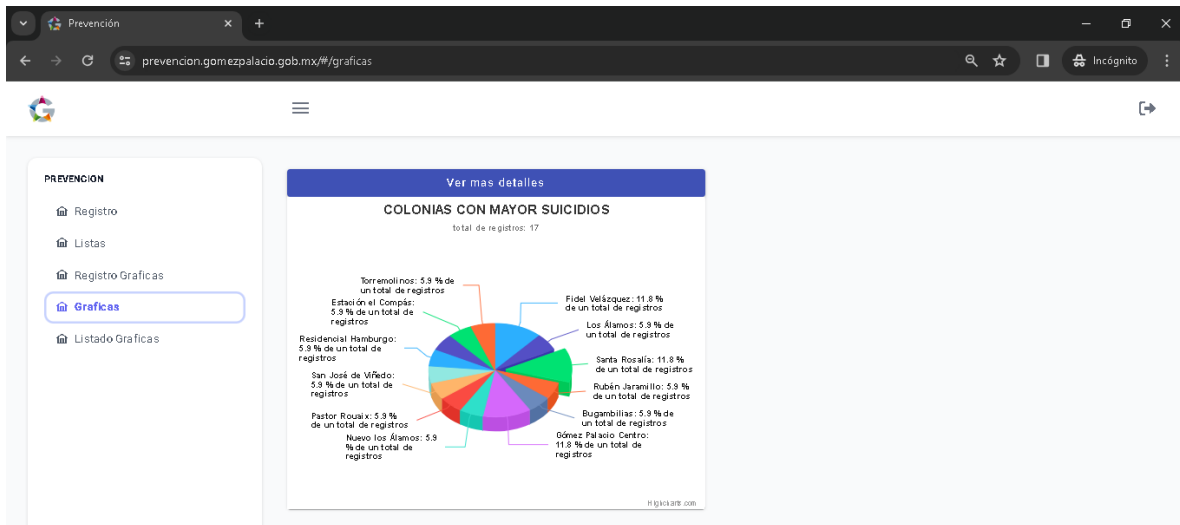 Prevención
prevencion.gomezpalacio.gob.mx/#/graficas
Incógnito
PREVENCION
Registro
Listas
Registro Graficas
Graficas
Listado Graficas
Ver mas detalles
COLONIAS CON MAYOR SUICIDIOS
total de registros: 17
Torremolinos: 5.9 % de
un total de registros
Estación el Compás:
5.9 % de un total de
registros
Residencial Hamburgo:
5.9 % de un total de
registros
San José de Viñedo:
5.9 % de un total de
registros
Pastor Rouaix: 5.9 %
de un total de registros
Nuevo los Álamos: 5.9
% de un total de
registros
Fidel Velázquez: 11.8 %
de un total de registros
Los Álamos: 5.9 % de
un total de registros
Santa Rosalía: 11.8 %
de un total de registros
Rubén Jaramillo: 5.9 %
de un total de registros
Bugambilias: 5.9 % de
un total de registros
Gómez Palacio Centro:
11.8 % de un total de
registros
Highcharts.com